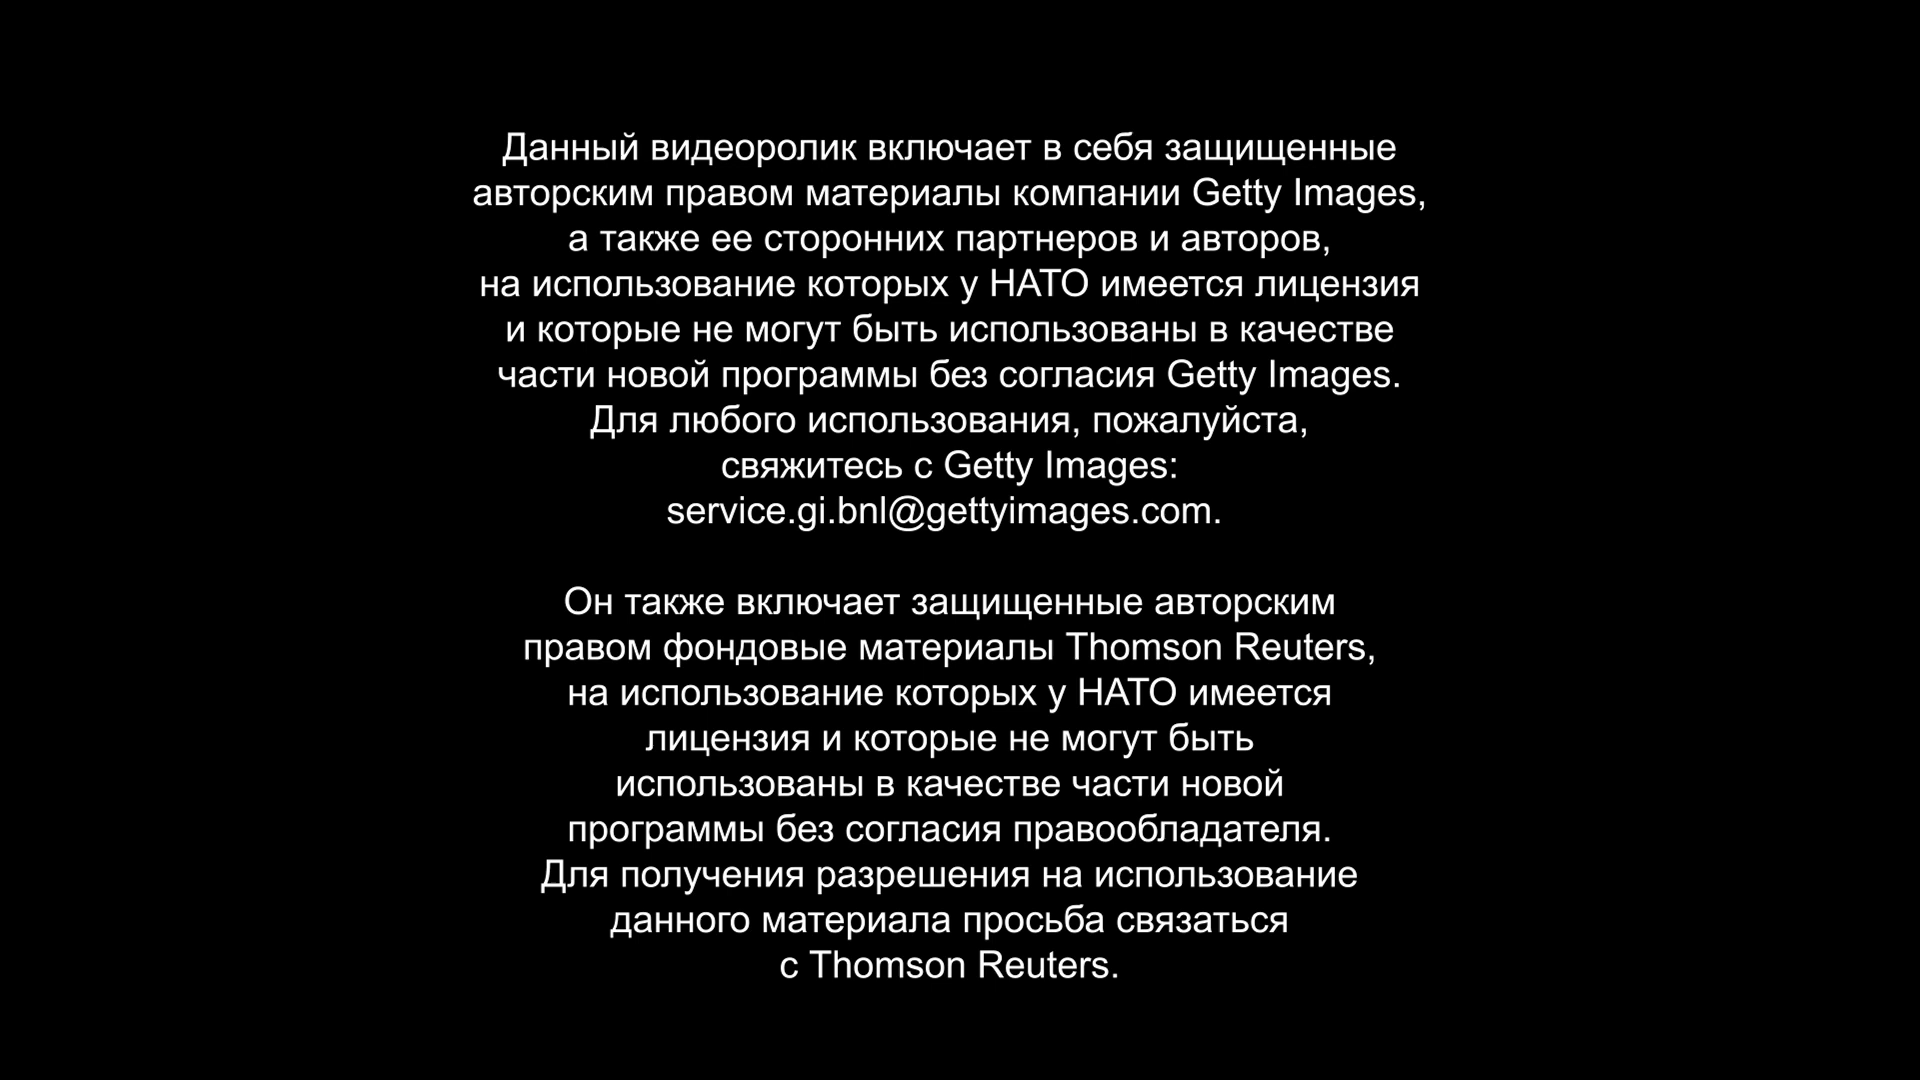 Данный видеоролик включает в себя защищенные
авторским правом материалы компании Getty Images,
а также ее сторонних партнеров и авторов,
на использование которых у НАТО имеется лицензия
и которые не могут быть использованы в качестве
части новой программы без согласия Getty Images.
Для любого использования, пожалуйста,
свяжитесь с Getty Images:
service.gi.bnl@gettyimages.com.
Он также включает защищенные авторским
правом фондовые материалы Thomson Reuters,
на использование которых у НАТО имеется
лицензия и которые не могут быть
использованы в качестве части новой
программы без согласия правообладателя.
Для получения разрешения на использование
данного материала просьба связаться
с Thomson Reuters.